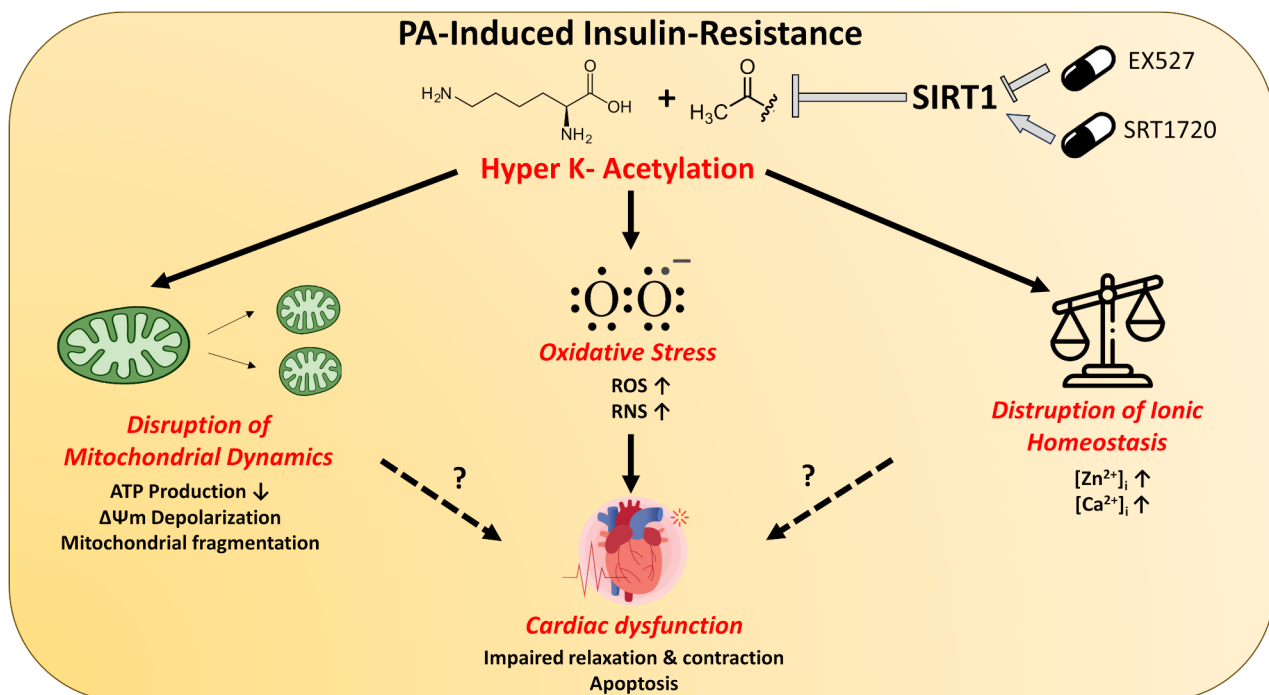 PA-Induced Insulin-Resistance
H₂N
O
OH
NH₂
+
O
H₃C
SIRT1
EX527
SRT1720
Hyper K- Acetylation
O O −
Oxidative Stress
ROS ↑
RNS ↑
Disruption of
Mitochondrial Dynamics
ATP Production ↓
ΔΨm Depolarization
Mitochondrial fragmentation
Distruption of Ionic
Homeostasis
[Zn²⁺]ᵢ ↑
[Ca²⁺]ᵢ ↑
?
?
Cardiac dysfunction
Impaired relaxation & contraction
Apoptosis